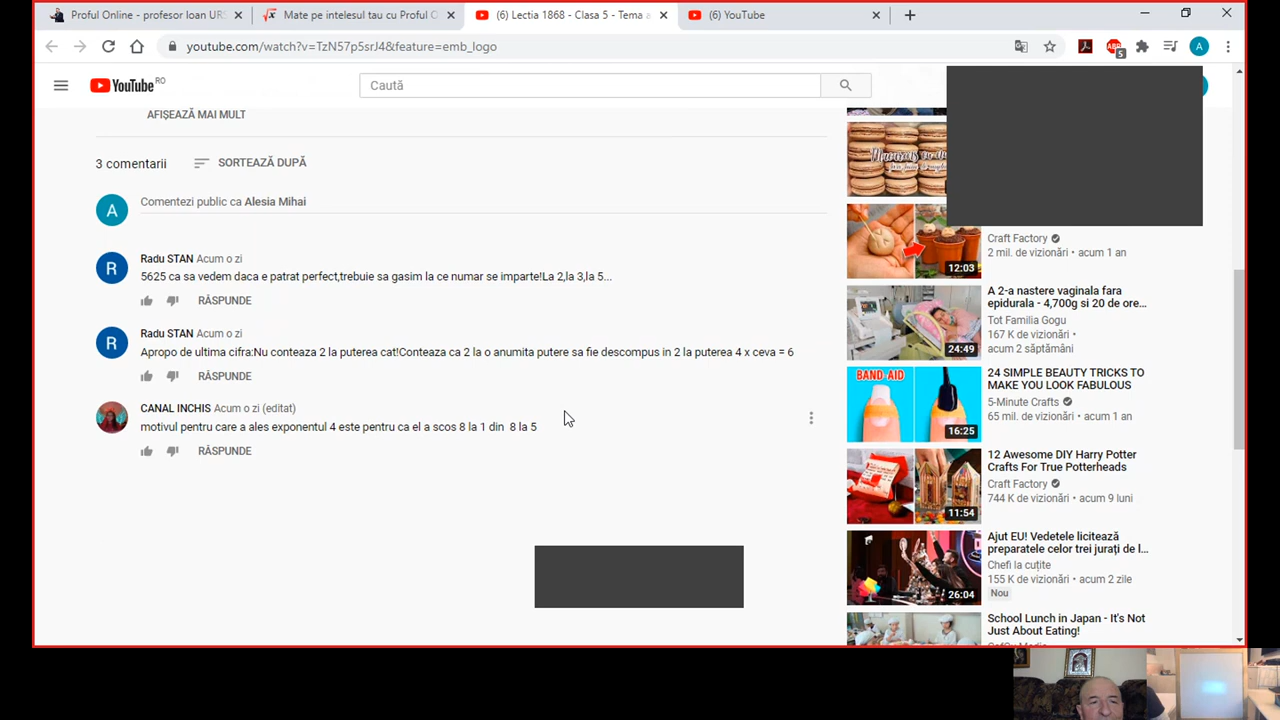 Proful Online - profesor Ioan URS
Mate pe intelesul tau cu Proful O
(6) Lectia 1868 - Clasa 5 - Tema a
(6) YouTube
youtube.com/watch?v=TzN57p5srJ4&feature=emb_logo
ABP
5
A
YouTube RO
Caută
AFIȘEAZĂ MAI MULT
3 comentarii
SORTEAZĂ DUPĂ
A
Comentezi public ca Alesia Mihai
R
Radu STAN Acum o zi
5625 ca sa vedem daca e patrat perfect,trebuie sa gasim la ce numar se imparte!La 2,la 3,la 5...
RĂSPUNDE
R
Radu STAN Acum o zi
Apropo de ultima cifra:Nu conteaza 2 la puterea cat!Conteaza ca 2 la o anumita putere sa fie descompus in 2 la puterea 4 x ceva = 6
RĂSPUNDE
CANAL INCHIS Acum o zi (editat)
motivul pentru care a ales exponentul 4 este pentru ca el a scos 8 la 1 din 8 la 5
RĂSPUNDE
12:03
Craft Factory
2 mil. de vizionări • acum 1 an
24:49
A 2-a nastere vaginala fara
epidurala - 4,700g si 20 de ore...
Tot Familia Gogu
167 K de vizionări •
acum 2 săptămâni
BAND-AID
16:25
24 SIMPLE BEAUTY TRICKS TO
MAKE YOU LOOK FABULOUS
5-Minute Crafts
65 mil. de vizionări • acum 1 an
11:54
12 Awesome DIY Harry Potter
Crafts For True Potterheads
Craft Factory
744 K de vizionări • acum 9 luni
26:04
Ajut EU! Vedetele licitează
preparatele celor trei jurați de l...
Chefi la cuțite
155 K de vizionări • acum 2 zile
Nou
School Lunch in Japan - It's Not
Just About Eating!